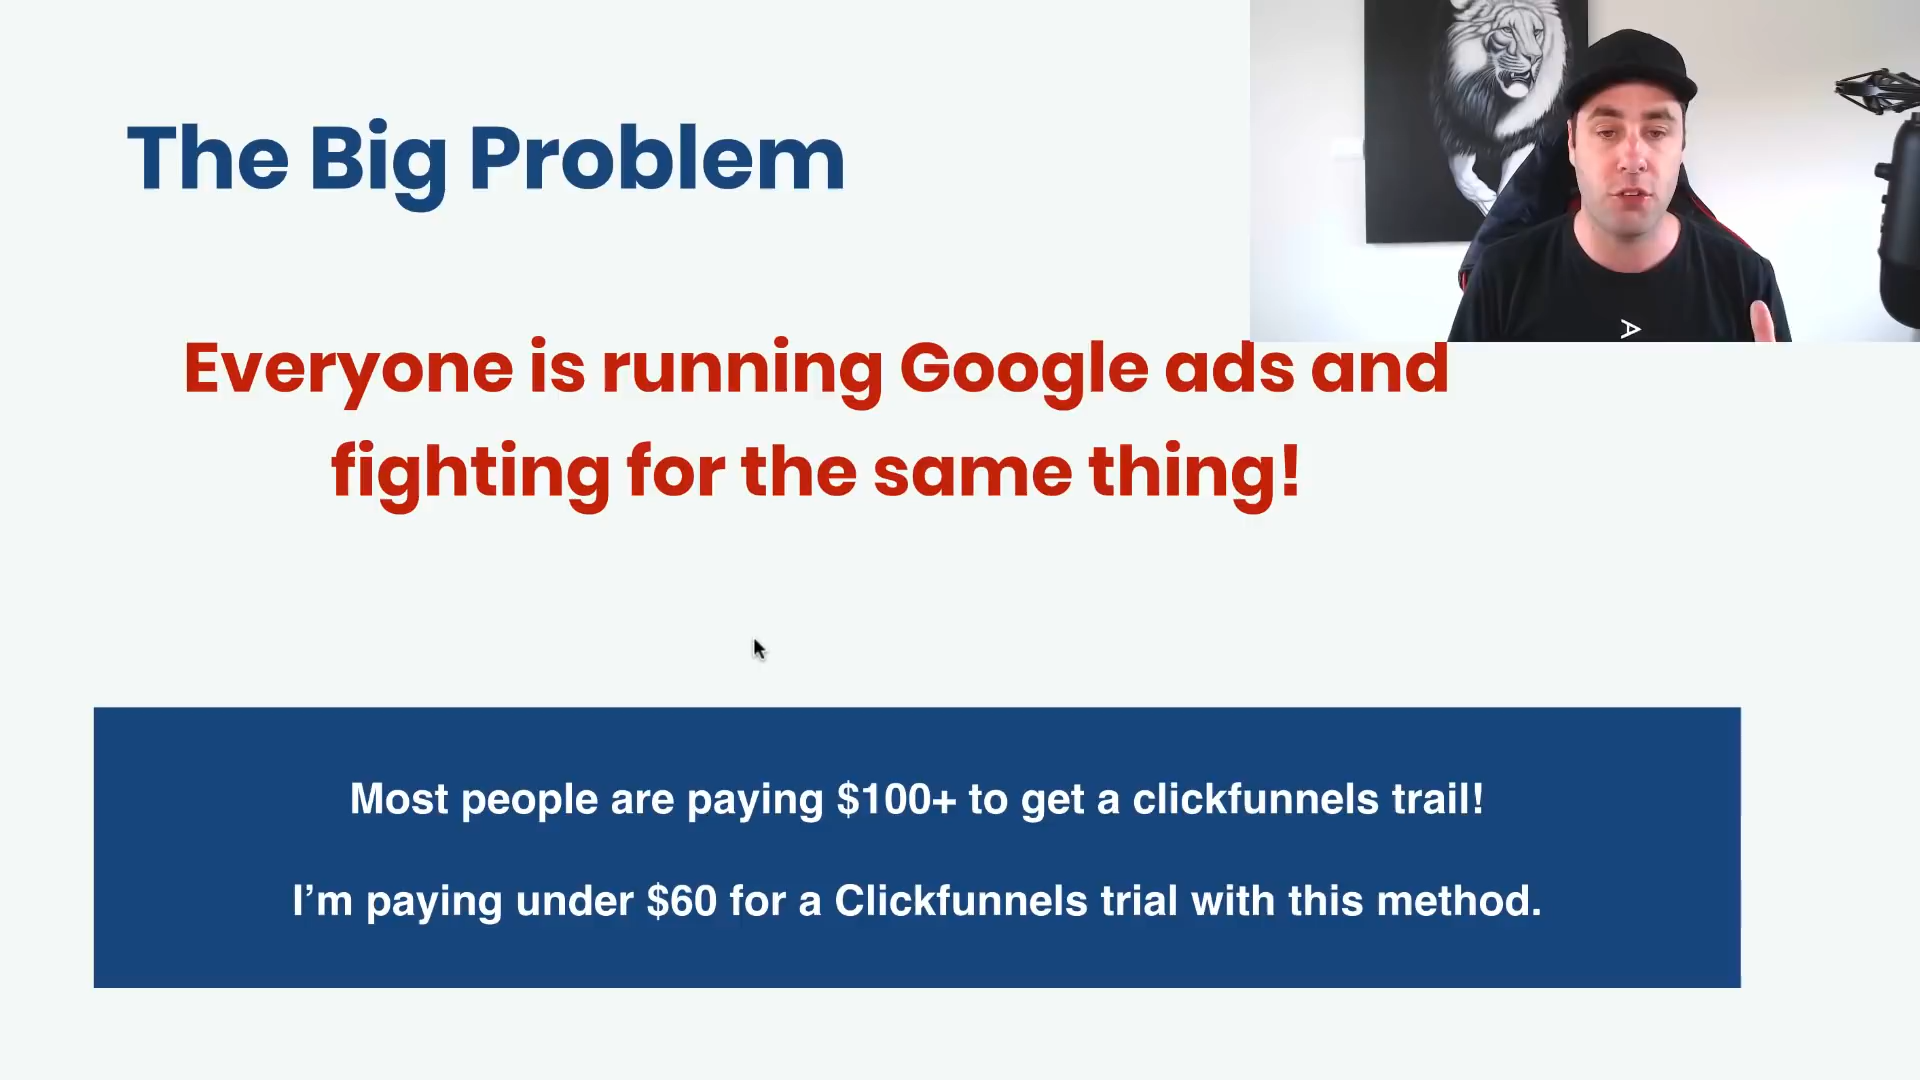 The Big Problem
Everyone is running Google ads and
fighting for the same thing!
Most people are paying $100+ to get a clickfunnels trail!
I’m paying under $60 for a Clickfunnels trial with this method.